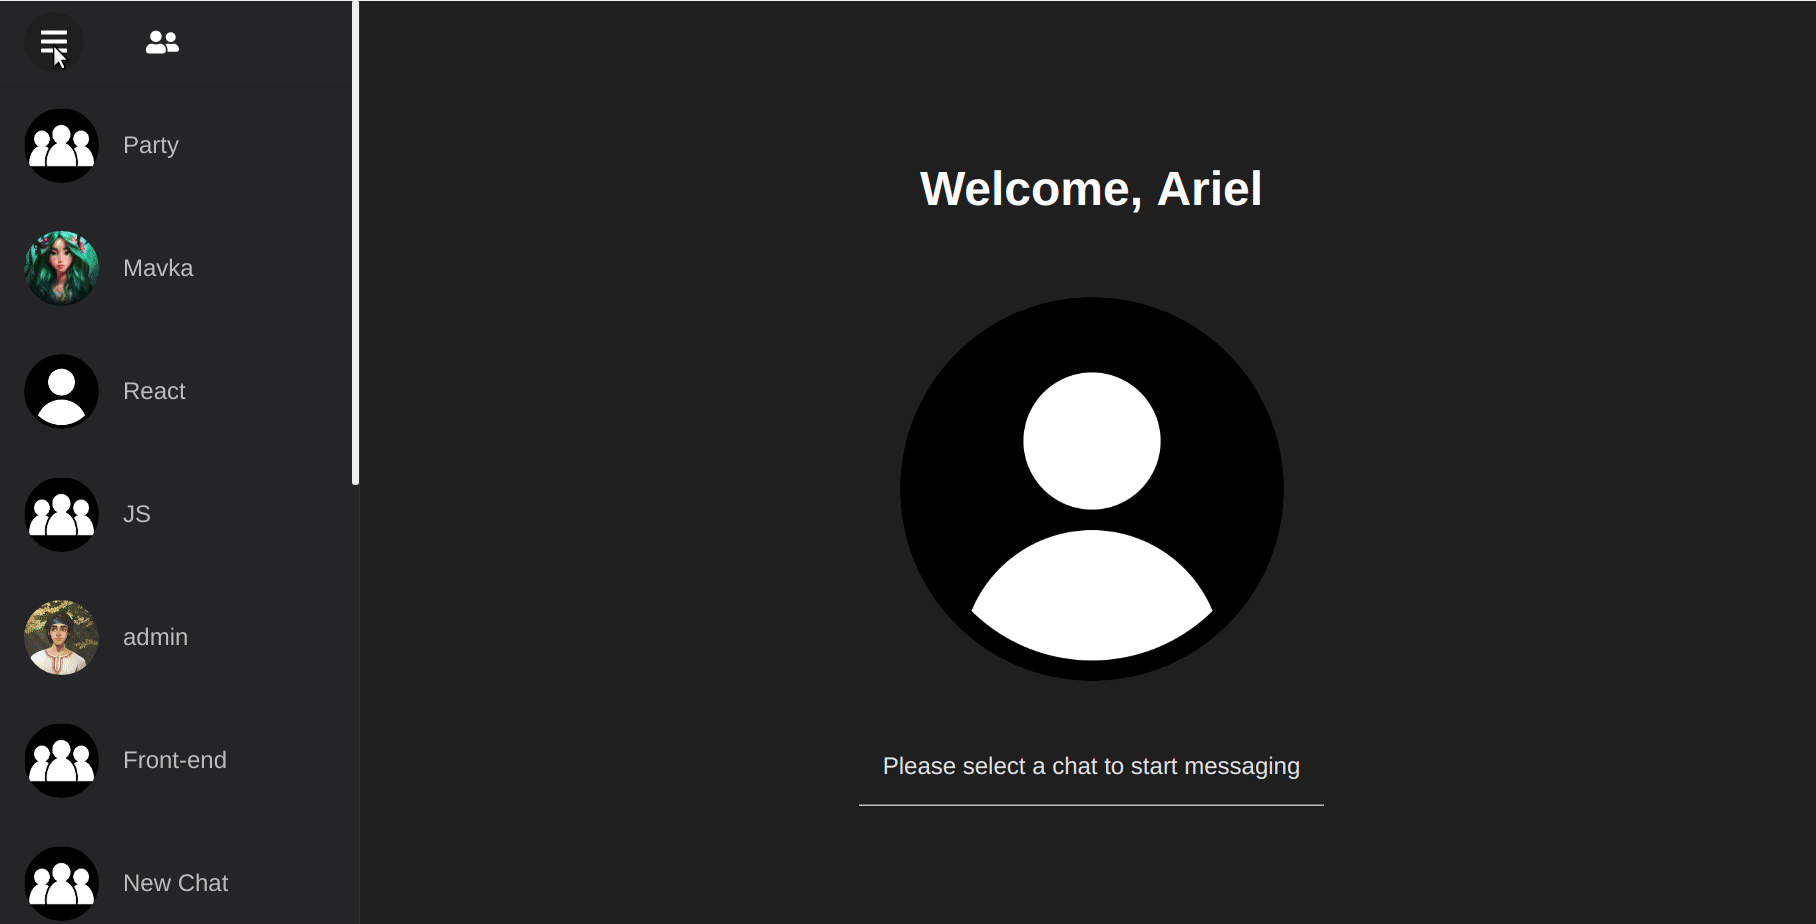 Party
Mavka
React
JS
admin
Front-end
New Chat
Welcome, Ariel
Please select a chat to start messaging